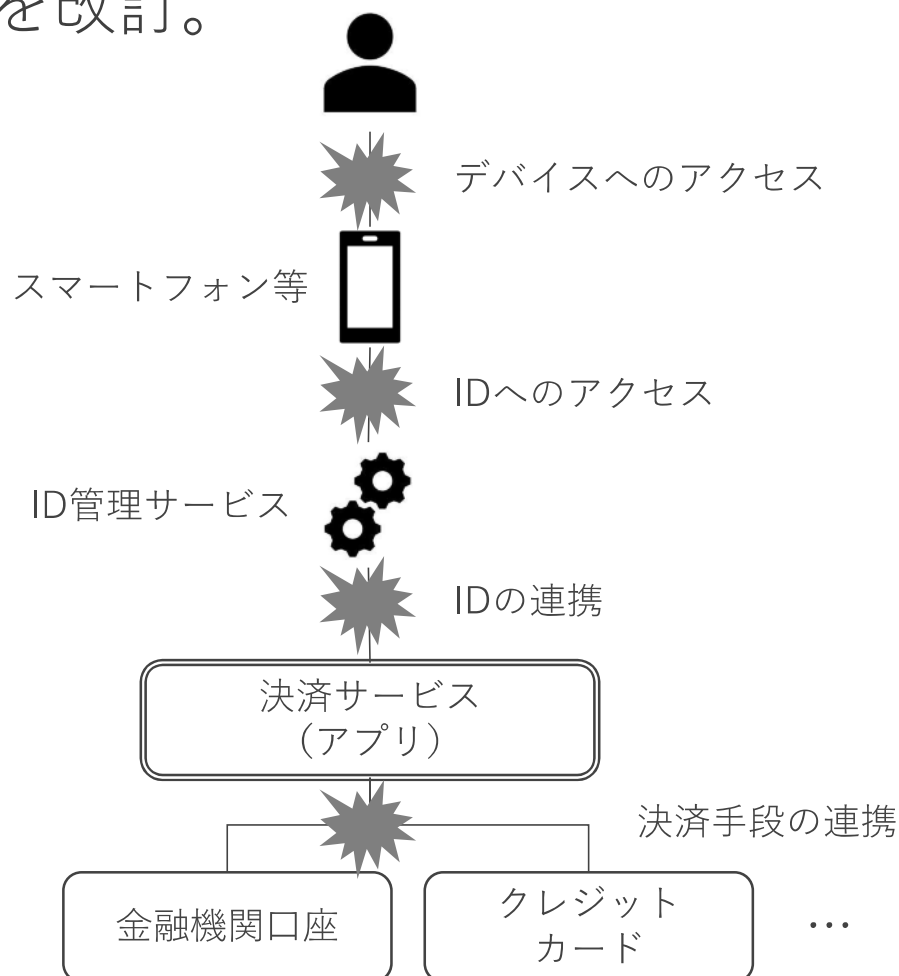 を改訂。
デバイスへのアクセス
スマートフォン等
IDへのアクセス
ID管理サービス
IDの連携
決済サービス
（アプリ）
決済手段の連携
金融機関口座
クレジット
カード
…